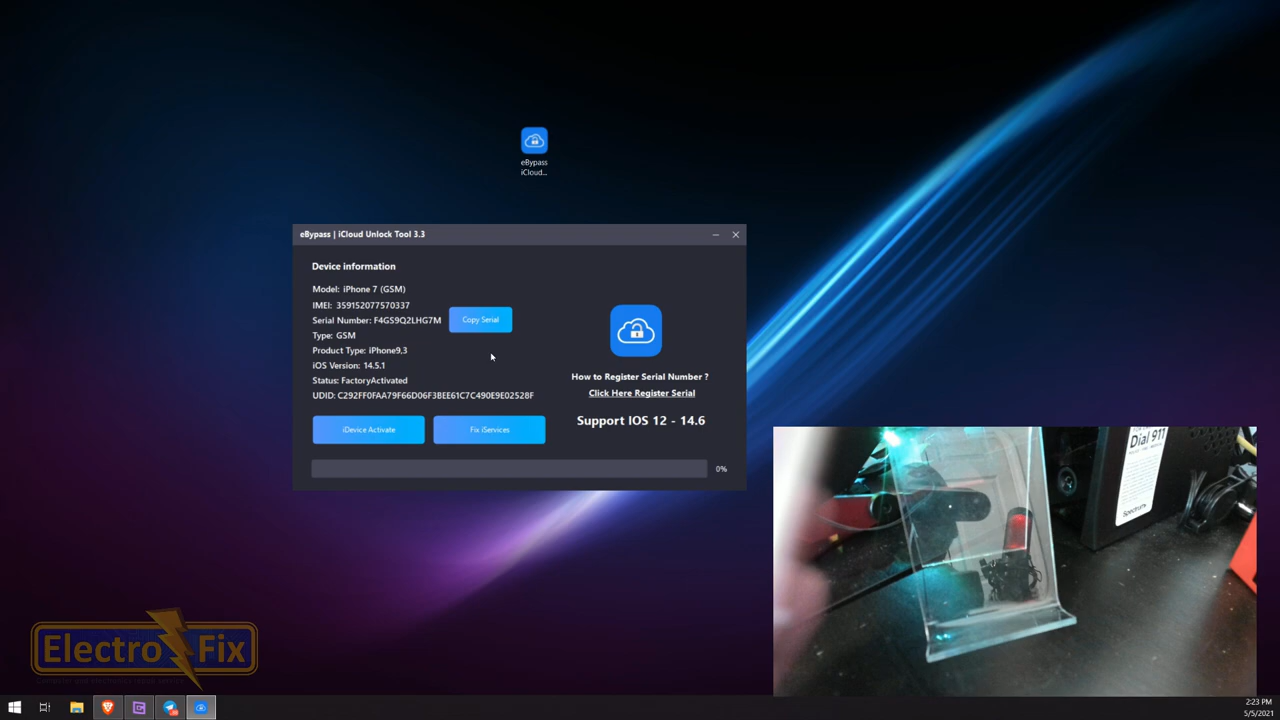 eBypass
iCloud...
eBypass | iCloud Unlock Tool 3.3
Device information
Model: iPhone 7 (GSM)
IMEI: 359152077570337
Serial Number: F4GS9Q2LHG7M
Copy Serial
Type: GSM
Product Type: iPhone9,3
iOS Version: 14.5.1
Status: FactoryActivated
UDID: C292FF0FAA79F66D06F3BEE61C7C490E9E02528F
iDevice Activate
Fix iServices
How to Register Serial Number ?
Click Here Register Serial
Support IOS 12 - 14.6
0%
Dial 911
Spectrum
Electro Fix
2:23 PM
5/5/2021